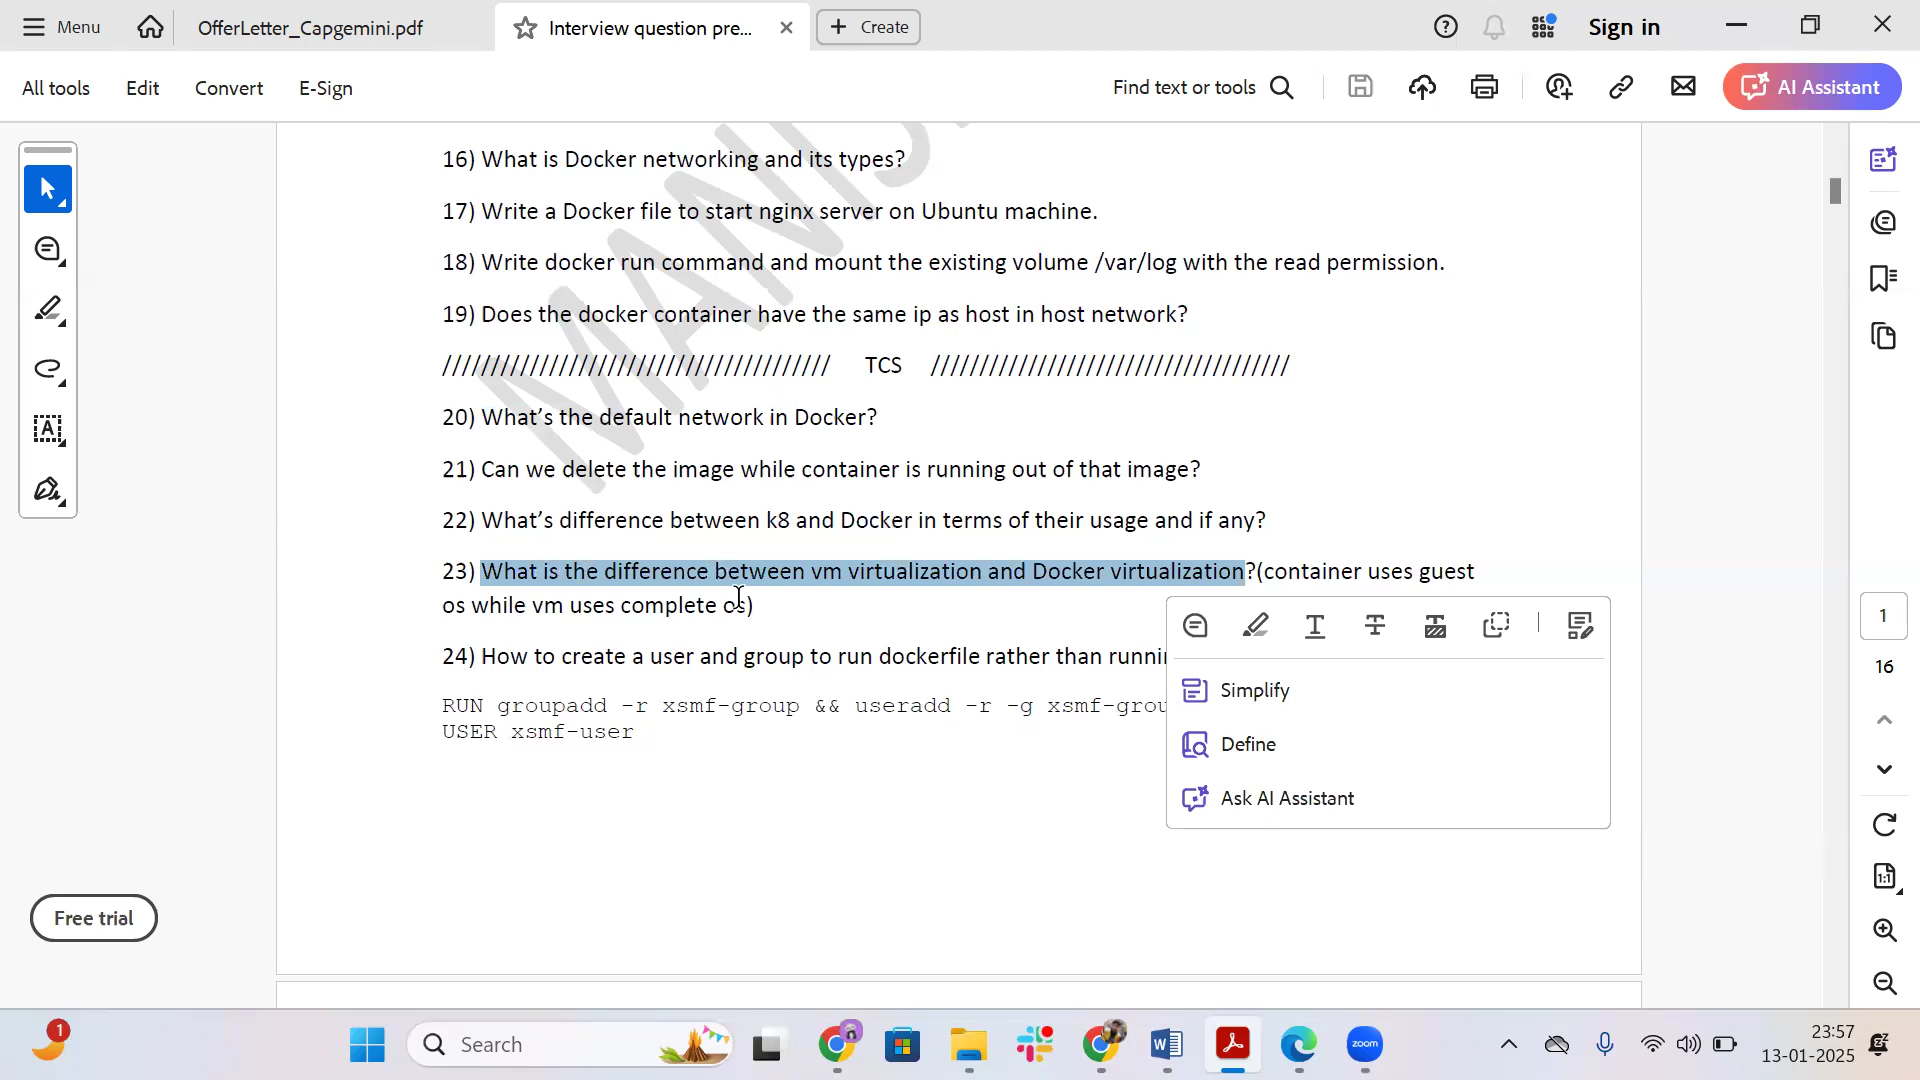 Menu
OfferLetter_Capgemini.pdf
Interview question pre...
Create
Sign in
All tools
Edit
Convert
E-Sign
Find text or tools
AI Assistant
MANIS
16) What is Docker networking and its types?
17) Write a Docker file to start nginx server on Ubuntu machine.
18) Write docker run command and mount the existing volume /var/log with the read permission.
19) Does the docker container have the same ip as host in host network?
//////////////////////////////////// TCS /////////////////////////////////
20) What’s the default network in Docker?
21) Can we delete the image while container is running out of that image?
22) What’s difference between k8 and Docker in terms of their usage and if any?
23) What is the difference between vm virtualization and Docker virtualization?(container uses guest
os while vm uses complete os)
24) How to create a user and group to run dockerfile rather than runnin
RUN groupadd -r xsmf-group && useradd -r -g xsmf-grou
USER xsmf-user
Simplify
Define
Ask AI Assistant
1
16
Free trial
1
Search
zoom
23:57
13-01-2025